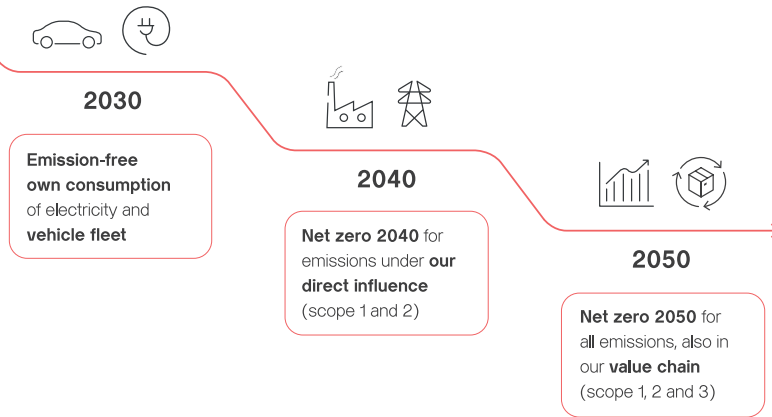 2030
Emission-free
own consumption
of electricity and
vehicle fleet
2040
Net zero 2040 for
emissions under our
direct influence
(scope 1 and 2)
2050
Net zero 2050 for
all emissions, also in
our value chain
(scope 1, 2 and 3)